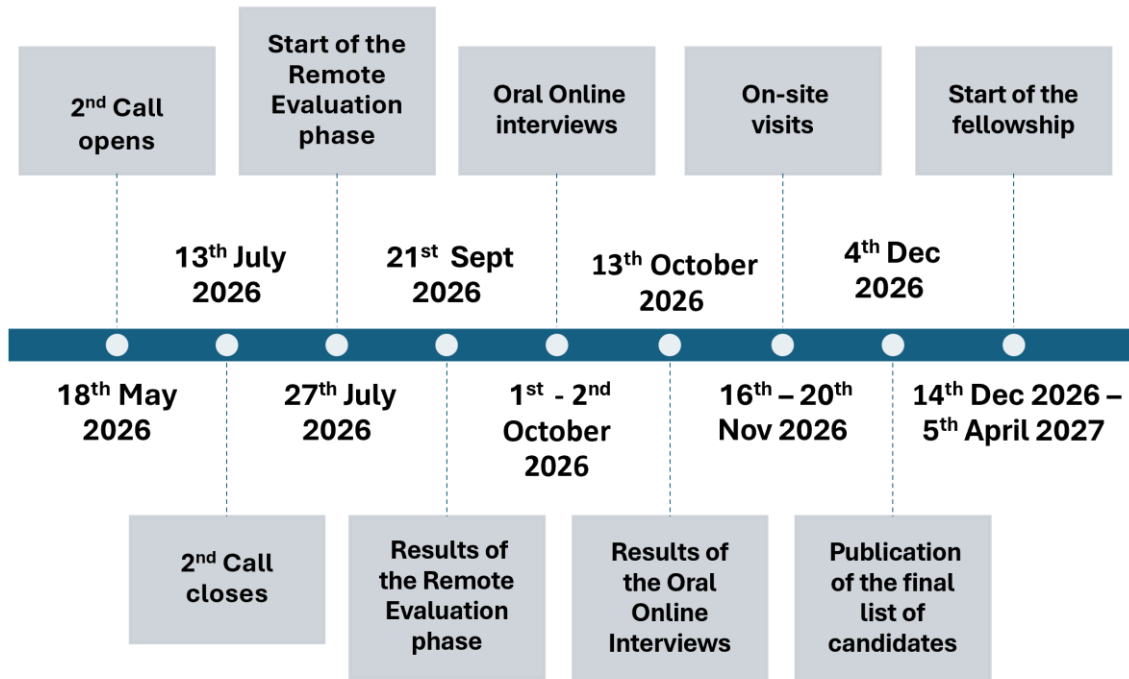 2nd Call
opens
Start of the
Remote
Evaluation
phase
Oral Online
interviews
On-site
visits
Start of the
fellowship
13th July
2026
21st Sept
2026
13th October
2026
4th Dec
2026
18th May
2026
27th July
2026
1st - 2nd
October
2026
16th – 20th
Nov 2026
14th Dec 2026 –
5th April 2027
2nd Call
closes
Results of
the Remote
Evaluation
phase
Results of
the Oral
Online
Interviews
Publication
of the final
list of
candidates